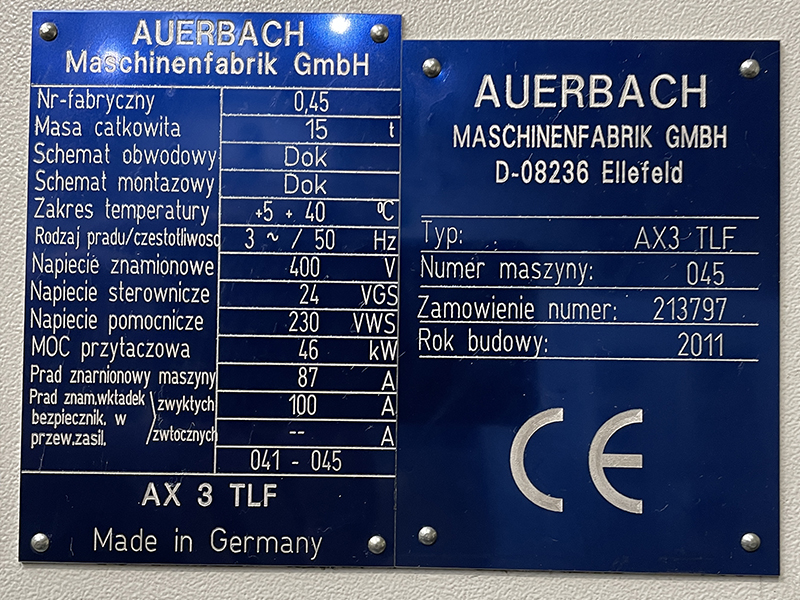 AUERBACH
Maschinenfabrik GmbH
Nr-fabryczny 0,45
Masa catkowita 15 t
Schemat obwodowy Dok
Schemat montazowy Dok
Zakres temperatury +5 ÷ 40 °C
Rodzaj pradu/czestotliwosc 3 ~ / 50 Hz
Napiecie znamionowe 400 V
Napiecie sterownicze 24 VGS
Napiecie pomocnicze 230 VWS
MOC przytaczowa 46 kW
Prad znarnionowy maszyny 87 A
Prad znam.wktadek zwyktych 100 A
bezpiecznik. w
przew.zasil. zwtocznych -- A
041 - 045
AX 3 TLF
Made in Germany
AUERBACH
MASCHINENFABRIK GMBH
D-08236 Ellefeld
Typ: AX3 TLF
Numer maszyny: 045
Zamowienie numer: 213797
Rok budowy: 2011
CE